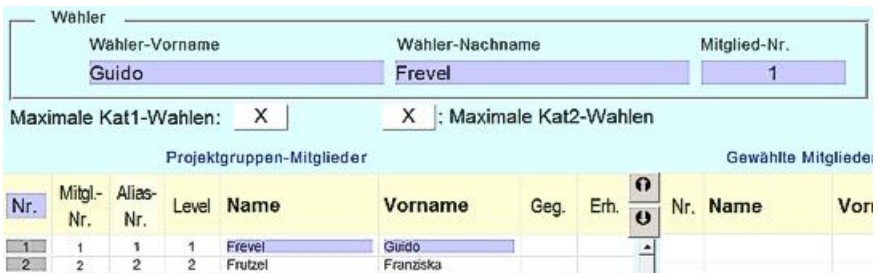 Wähler
Wähler-Vorname Wähler-Nachname Mitglied-Nr.
Guido Frevel 1
Maximale Kat1-Wahlen: X X : Maximale Kat2-Wahlen
Projektgruppen-Mitglieder Gewählte Mitglieder
Nr. Mitgl.-Nr. Alias-Nr. Level Name Vorname Geg. Erh. Nr. Name Vorn
1 1 1 1 Frevel Guido
2 2 2 2 Frutzel Franziska